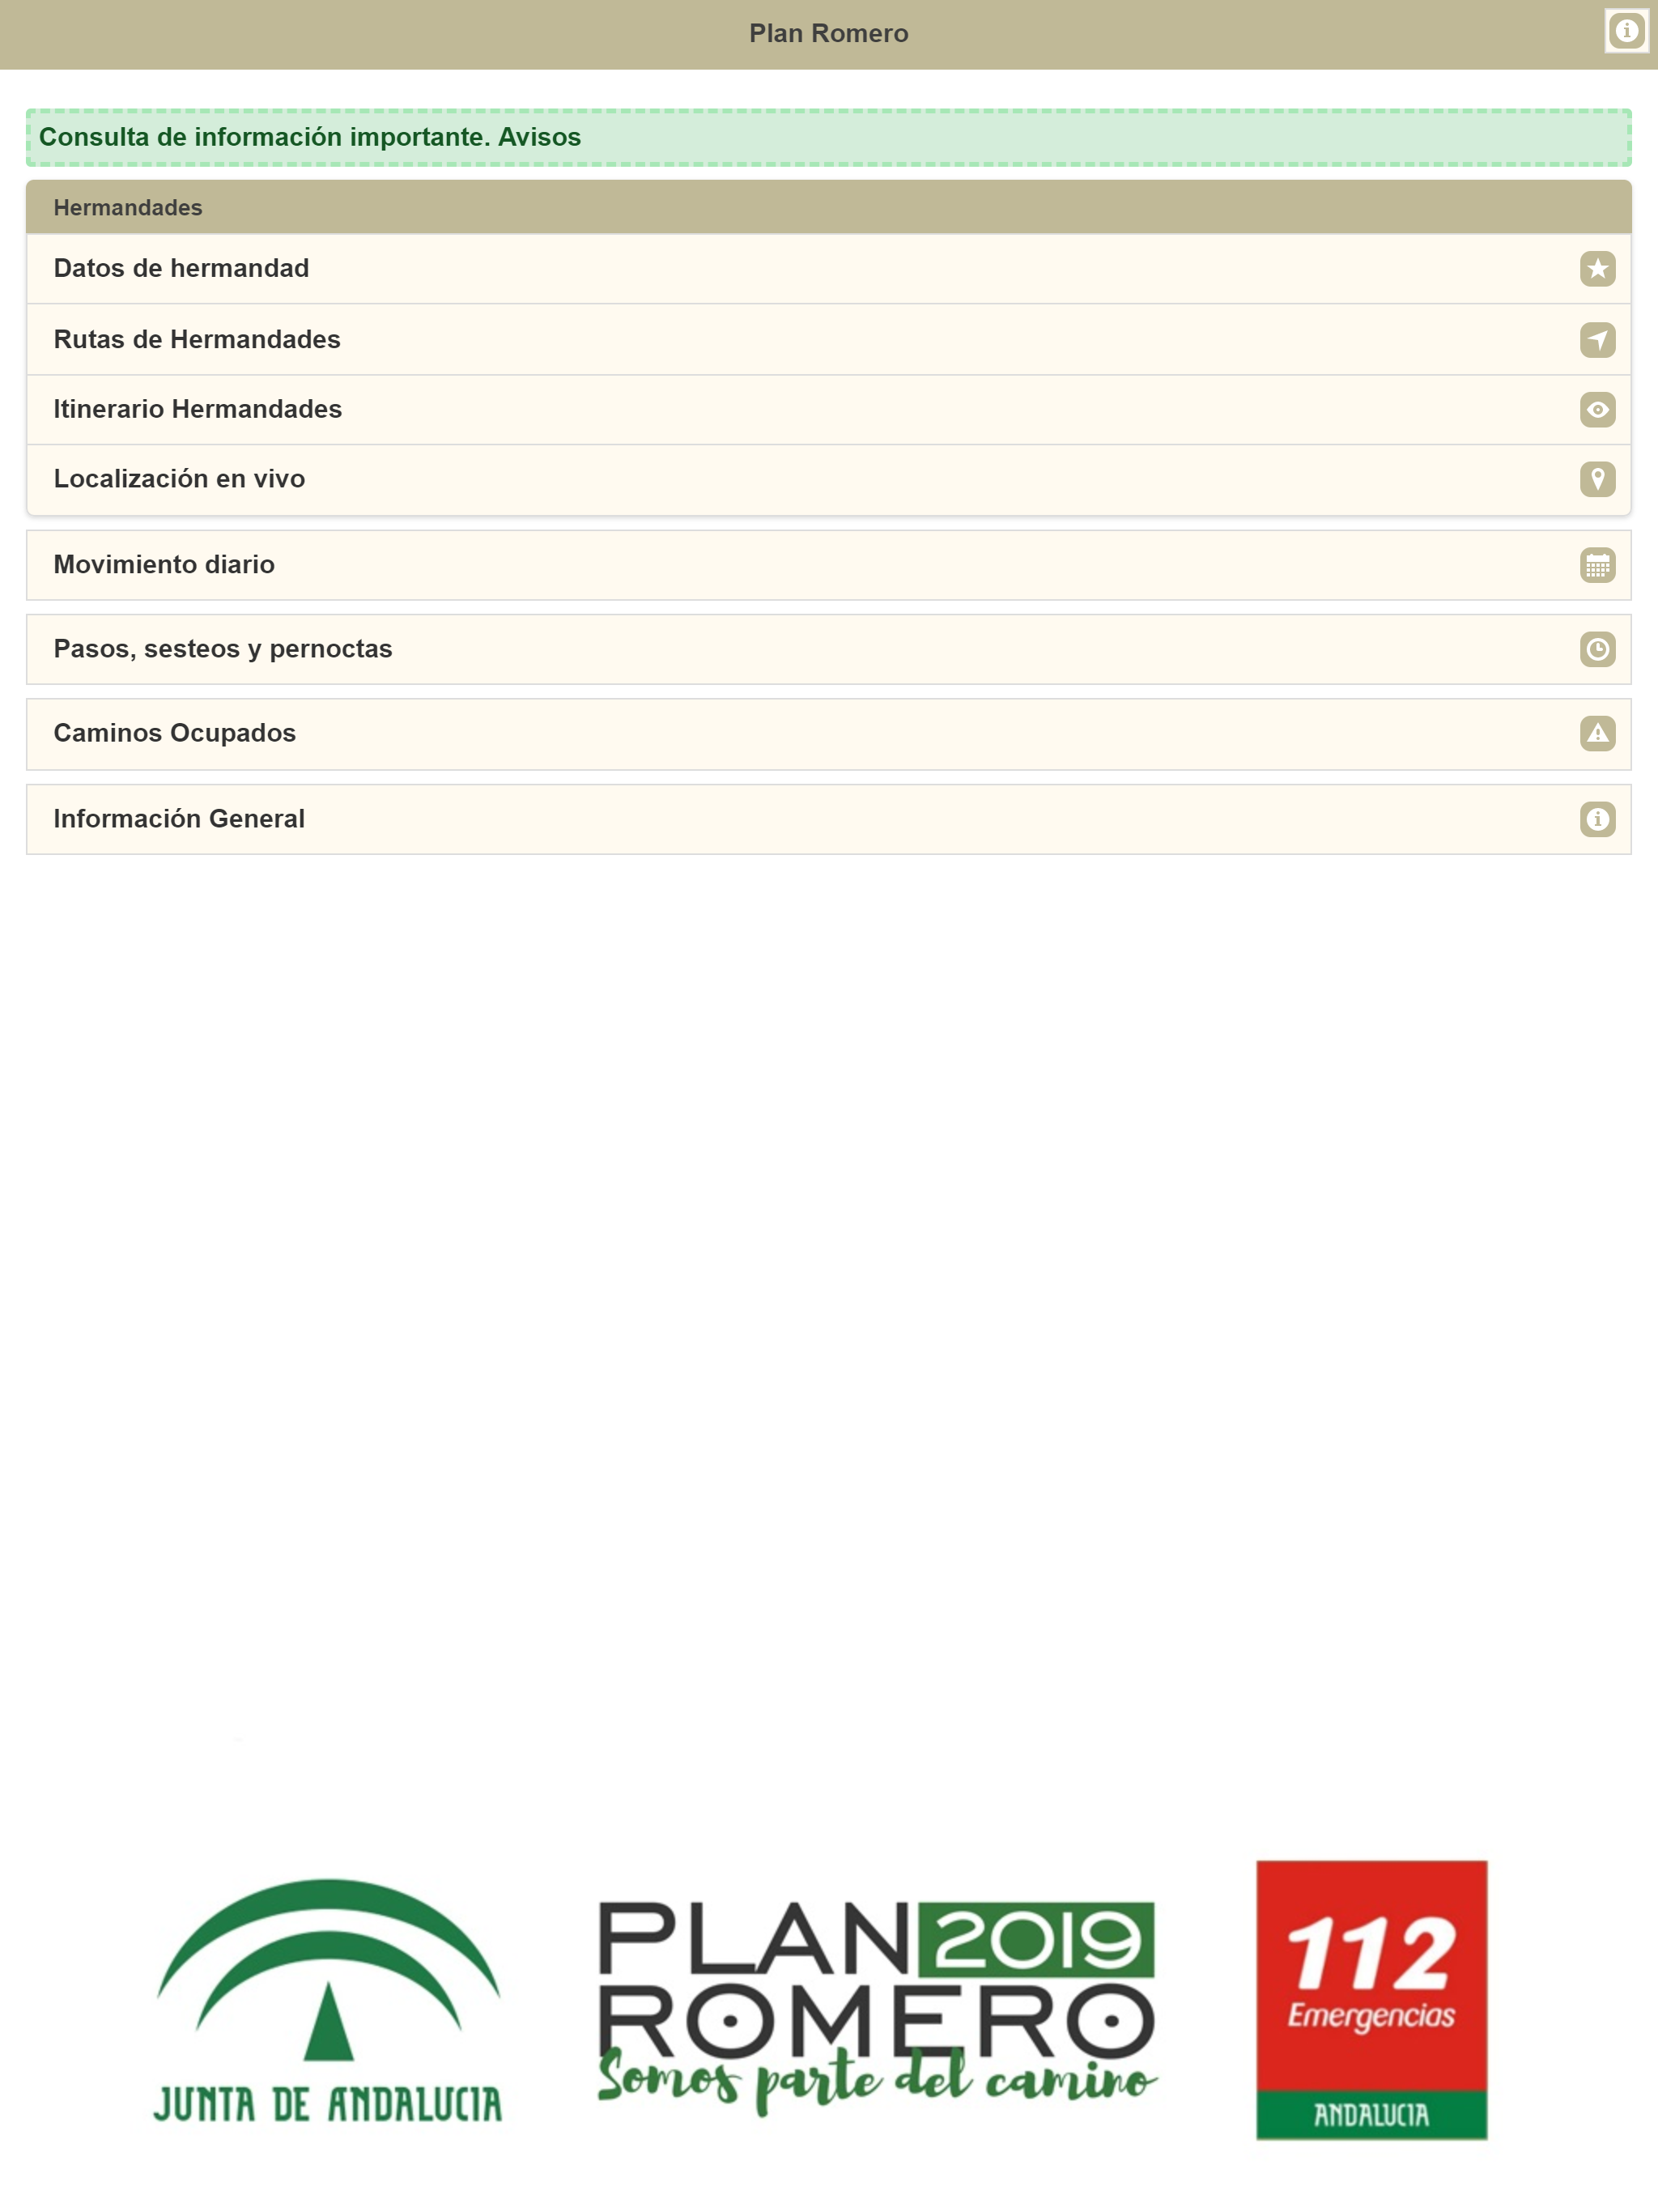 Plan Romero
Consulta de información importante. Avisos
Hermandades
Datos de hermandad
Rutas de Hermandades
Itinerario Hermandades
Localización en vivo
Movimiento diario
Pasos, sesteos y pernoctas
Caminos Ocupados
Información General
JUNTA DE ANDALUCIA
PLAN 2019
ROMERO
Somos parte del camino
112
Emergencias
ANDALUCIA